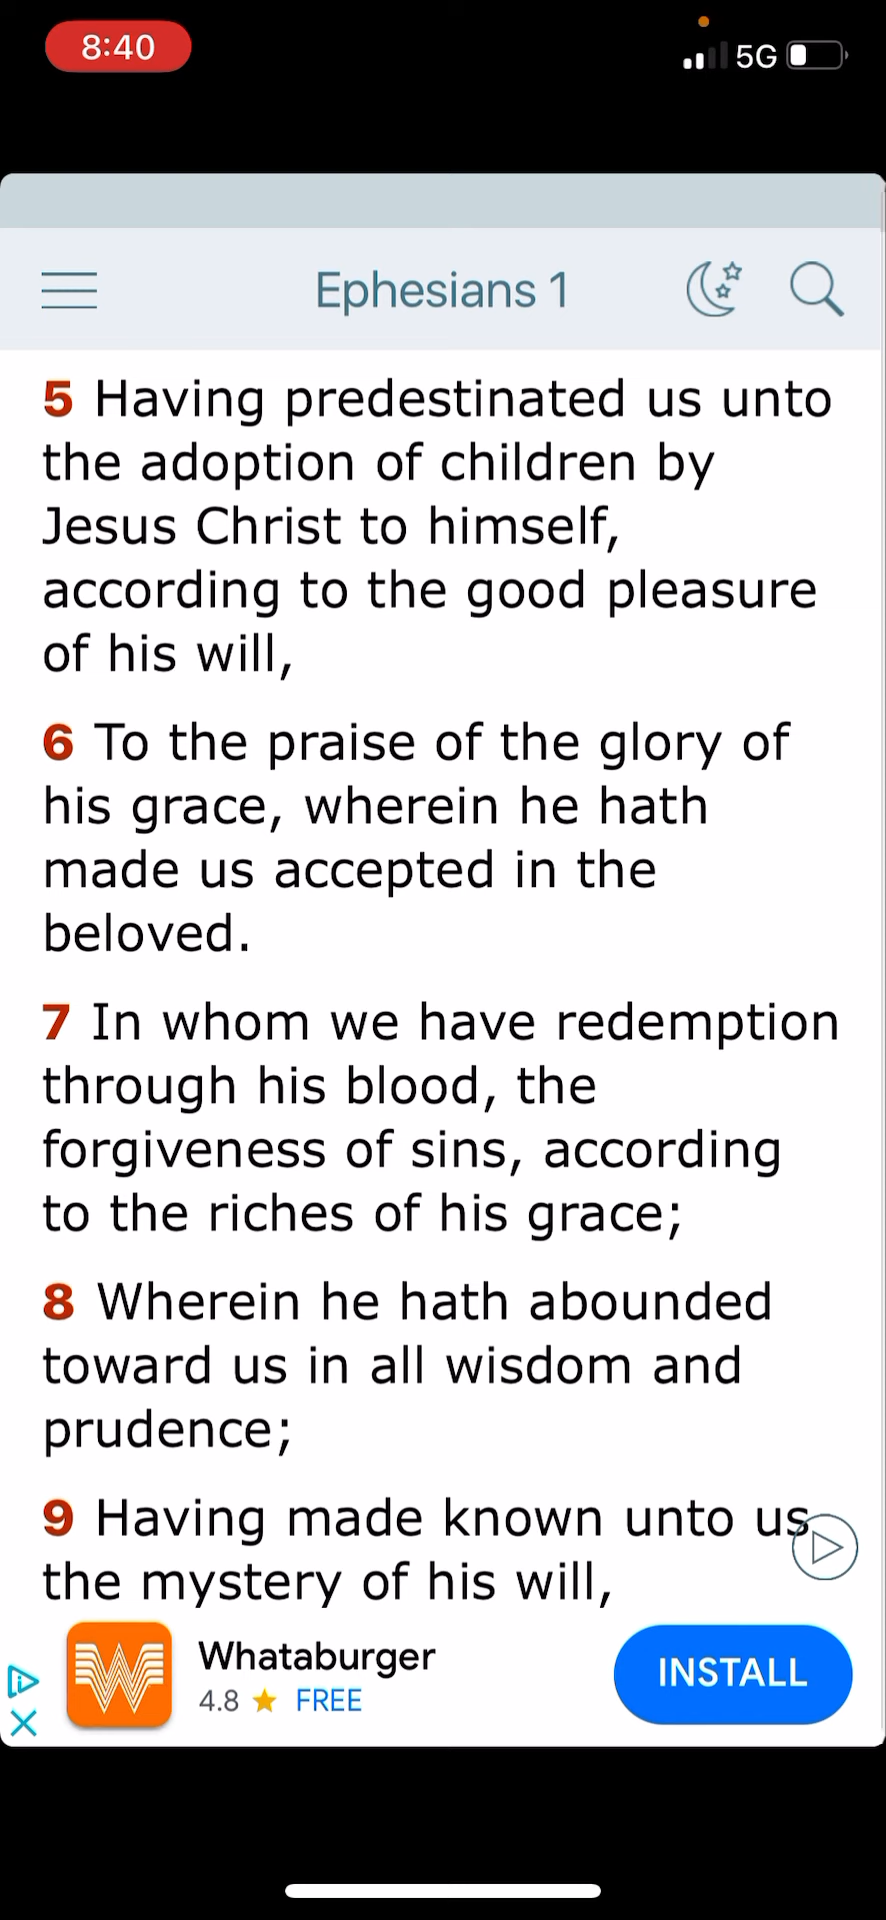 8:40
5G
Ephesians 1
5 Having predestinated us unto
the adoption of children by
Jesus Christ to himself,
according to the good pleasure
of his will,
6 To the praise of the glory of
his grace, wherein he hath
made us accepted in the
beloved.
7 In whom we have redemption
through his blood, the
forgiveness of sins, according
to the riches of his grace;
8 Wherein he hath abounded
toward us in all wisdom and
prudence;
9 Having made known unto us
the mystery of his will,
Whataburger
4.8 ★ FREE
INSTALL